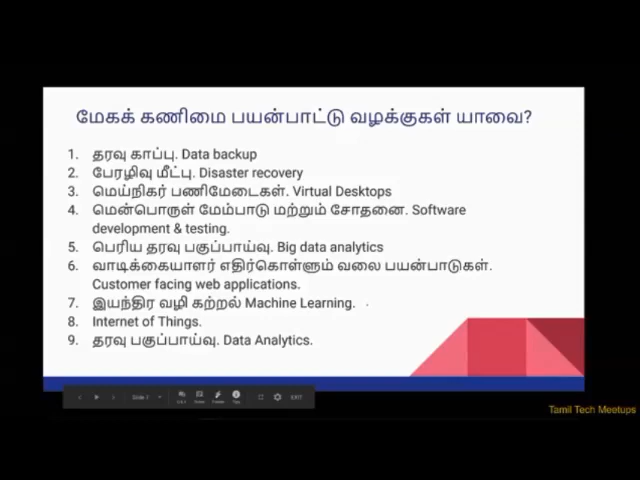 மேகக் கணிமை பயன்பாட்டு வழக்குகள் யாவை?
1. தரவு காப்பு. Data backup
2. பேரழிவு மீட்பு. Disaster recovery
3. மெய்நிகர் பணிமேடைகள். Virtual Desktops
4. மென்பொருள் மேம்பாடு மற்றும் சோதனை. Software
development & testing.
5. பெரிய தரவு பகுப்பாய்வு. Big data analytics
6. வாடிக்கையாளர் எதிர்கொள்ளும் வலை பயன்பாடுகள்.
Customer facing web applications.
7. இயந்திர வழி கற்றல் Machine Learning.
8. Internet of Things.
9. தரவு பகுப்பாய்வு. Data Analytics.
Slide 7 EXIT
Tamil Tech Meetups